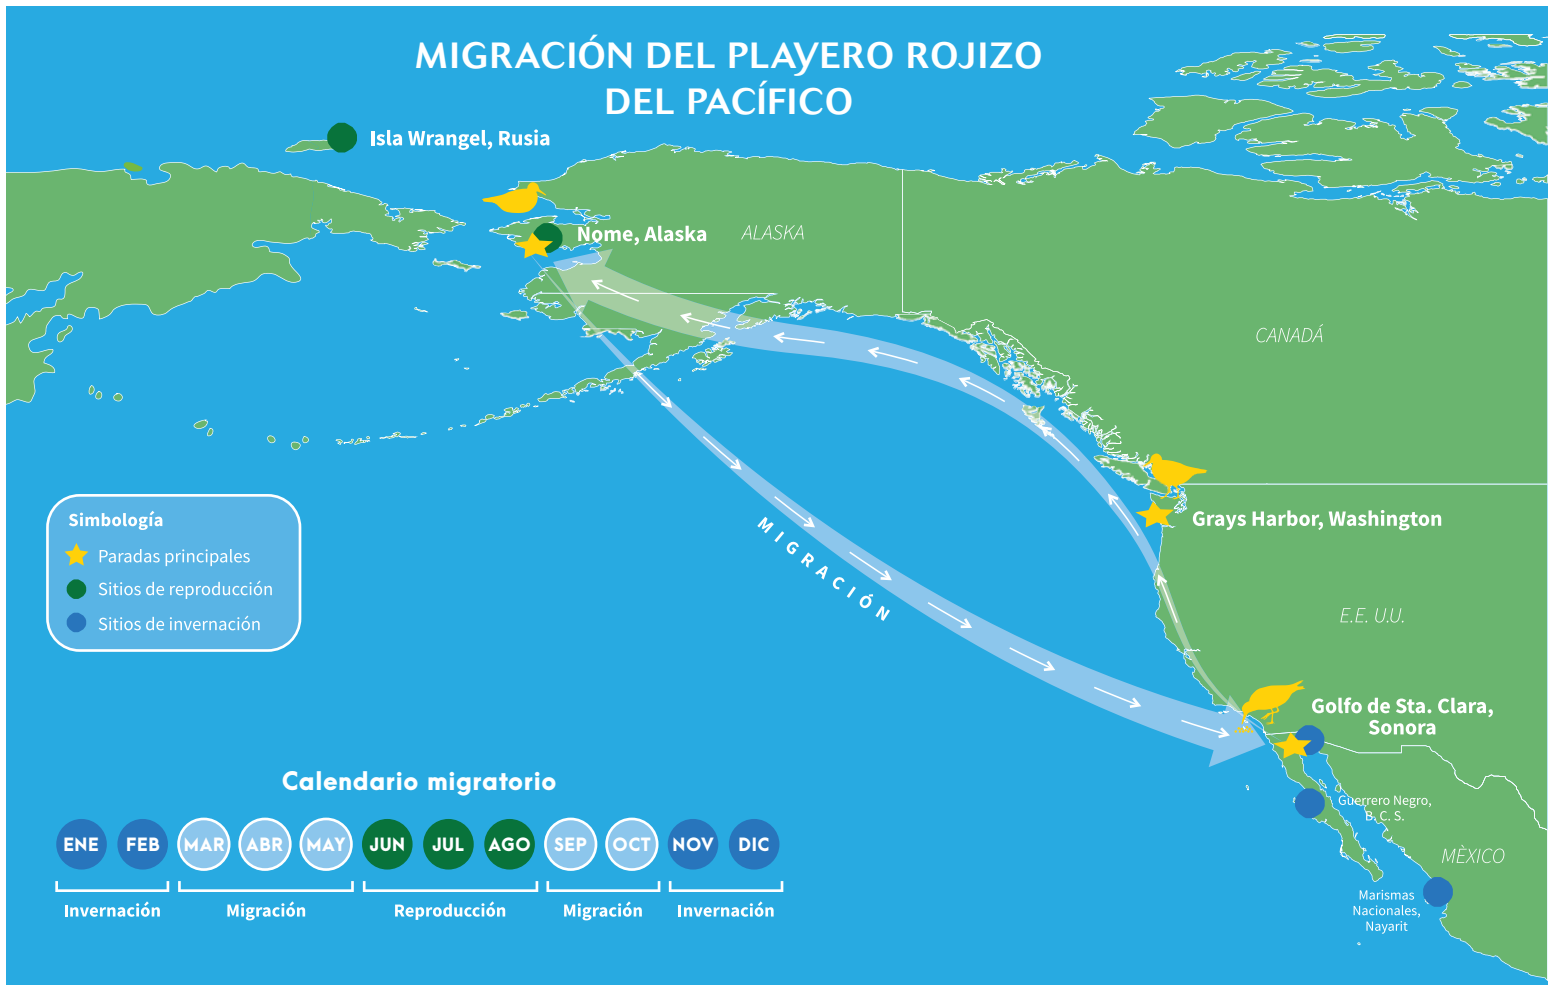 MIGRACIÓN DEL PLAYERO ROJIZO
DEL PACÍFICO
Isla Wrangel, Rusia
Nome, Alaska
ALASKA
CANADÁ
Simbología
Paradas principales
Sitios de reproducción
Sitios de invernación
MIGRACIÓN
Grays Harbor, Washington
E.E. U.U.
Golfo de Sta. Clara,
Sonora
Guerrero Negro,
B. C. S.
MÈXICO
Marismas
Nacionales,
Nayarit
Calendario migratorio
ENE FEB MAR ABR MAY JUN JUL AGO SEP OCT NOV DIC
Invernación Migración Reproducción Migración Invernación